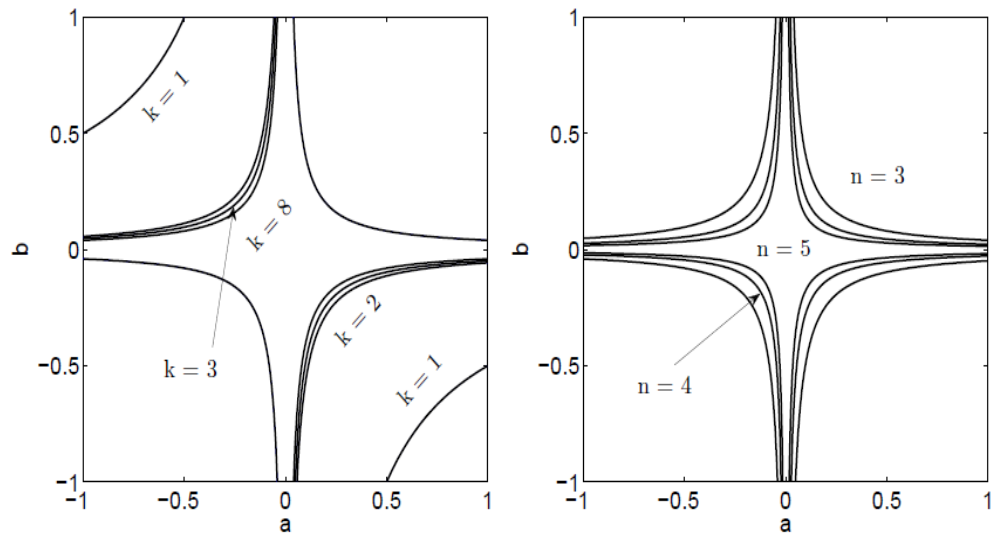 1
0.5
0
−0.5
−1
b
−1
−0.5
0
0.5
1
a
k = 1
k = 8
k = 2
k = 3
k = 1
1
0.5
0
−0.5
−1
b
−1
−0.5
0
0.5
1
a
n = 3
n = 5
n = 4